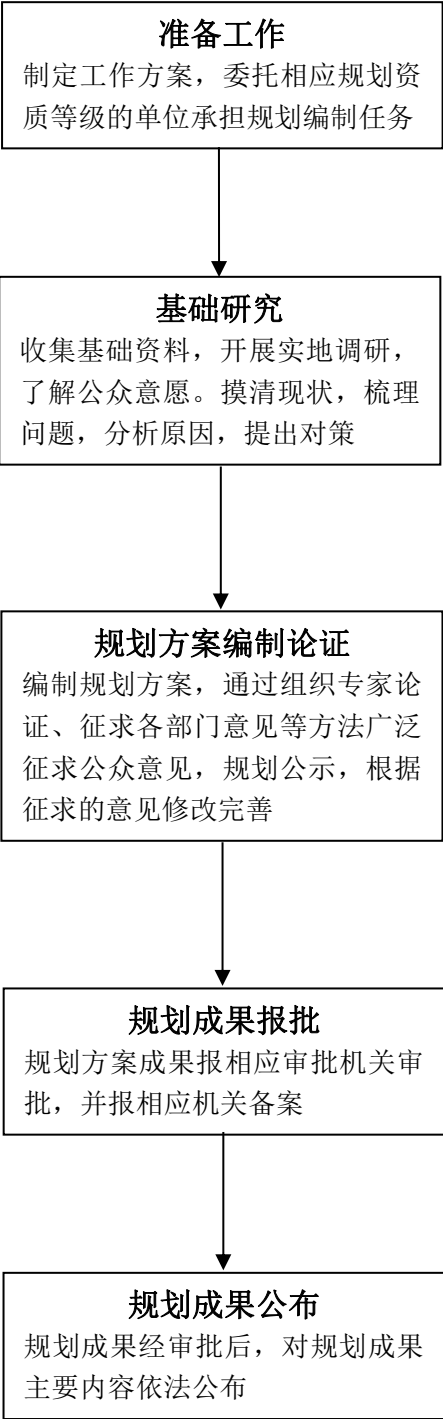 准备工作
制定工作方案，委托相应规划资
质等级的单位承担规划编制任务
基础研究
收集基础资料，开展实地调研，
了解公众意愿。摸清现状，梳理
问题，分析原因，提出对策
规划方案编制论证
编制规划方案，通过组织专家论
证、征求各部门意见等方法广泛
征求公众意见，规划公示，根据
征求的意见修改完善
规划成果报批
规划方案成果报相应审批机关审
批，并报相应机关备案
规划成果公布
规划成果经审批后，对规划成果
主要内容依法公布